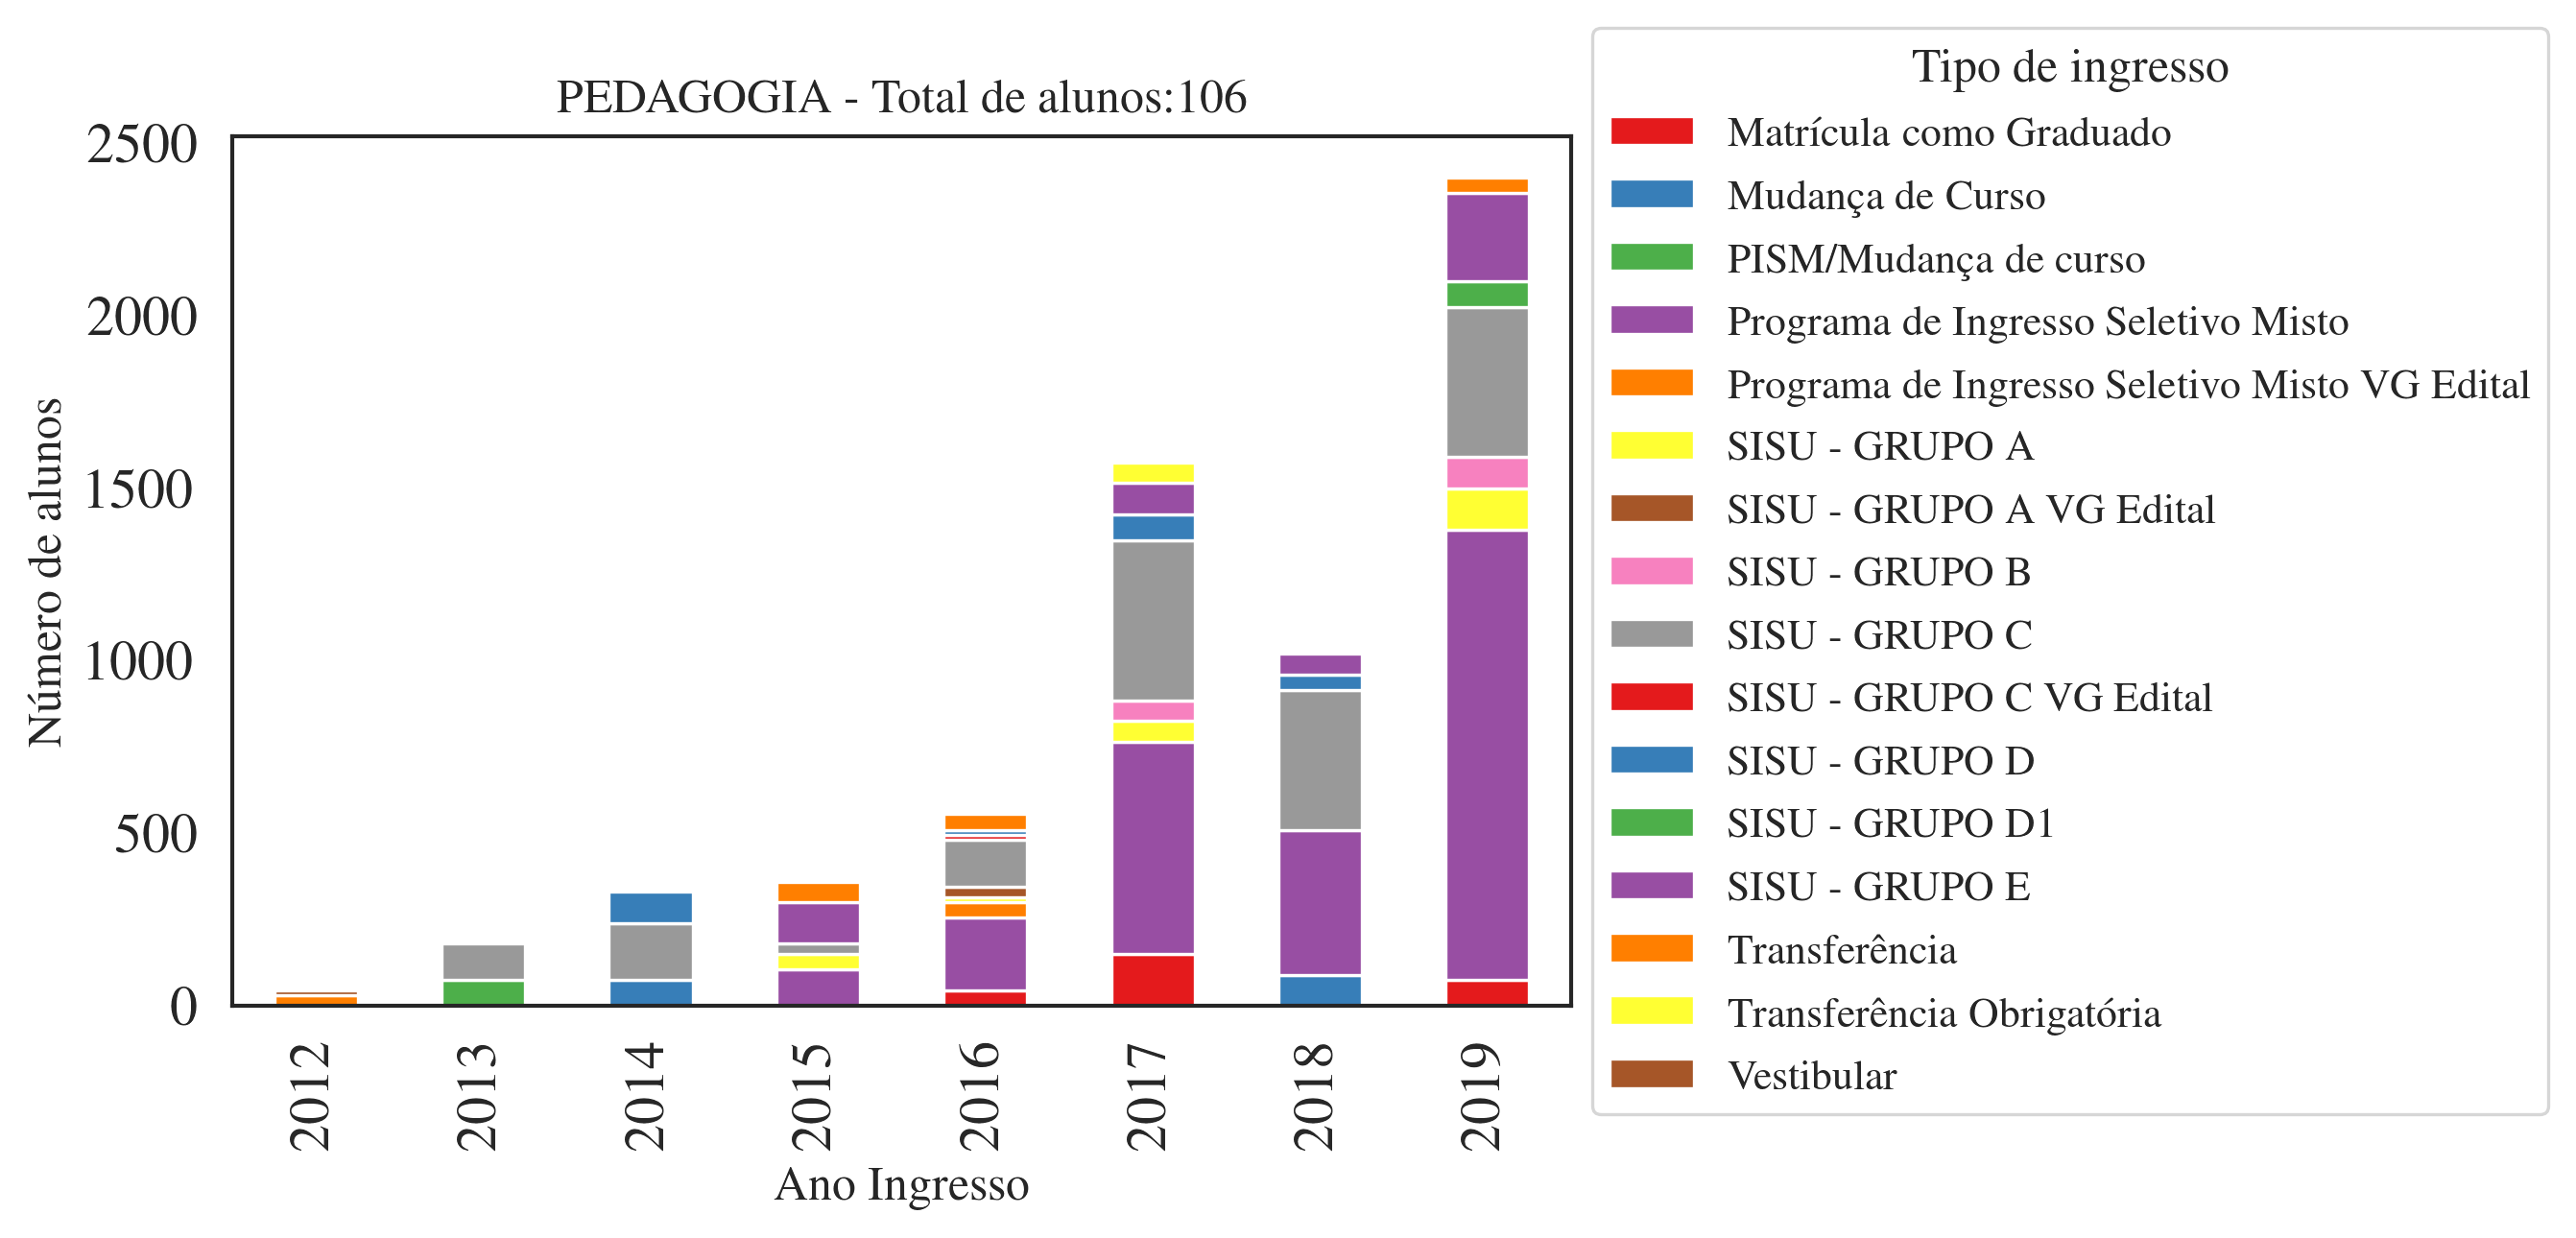 PEDAGOGIA - Total de alunos:106
Número de alunos
2500
2000
1500
1000
500
0
2012
2013
2014
2015
2016
2017
2018
2019
Ano Ingresso
Tipo de ingresso
Matrícula como Graduado
Mudança de Curso
PISM/Mudança de curso
Programa de Ingresso Seletivo Misto
Programa de Ingresso Seletivo Misto VG Edital
SISU - GRUPO A
SISU - GRUPO A VG Edital
SISU - GRUPO B
SISU - GRUPO C
SISU - GRUPO C VG Edital
SISU - GRUPO D
SISU - GRUPO D1
SISU - GRUPO E
Transferência
Transferência Obrigatória
Vestibular